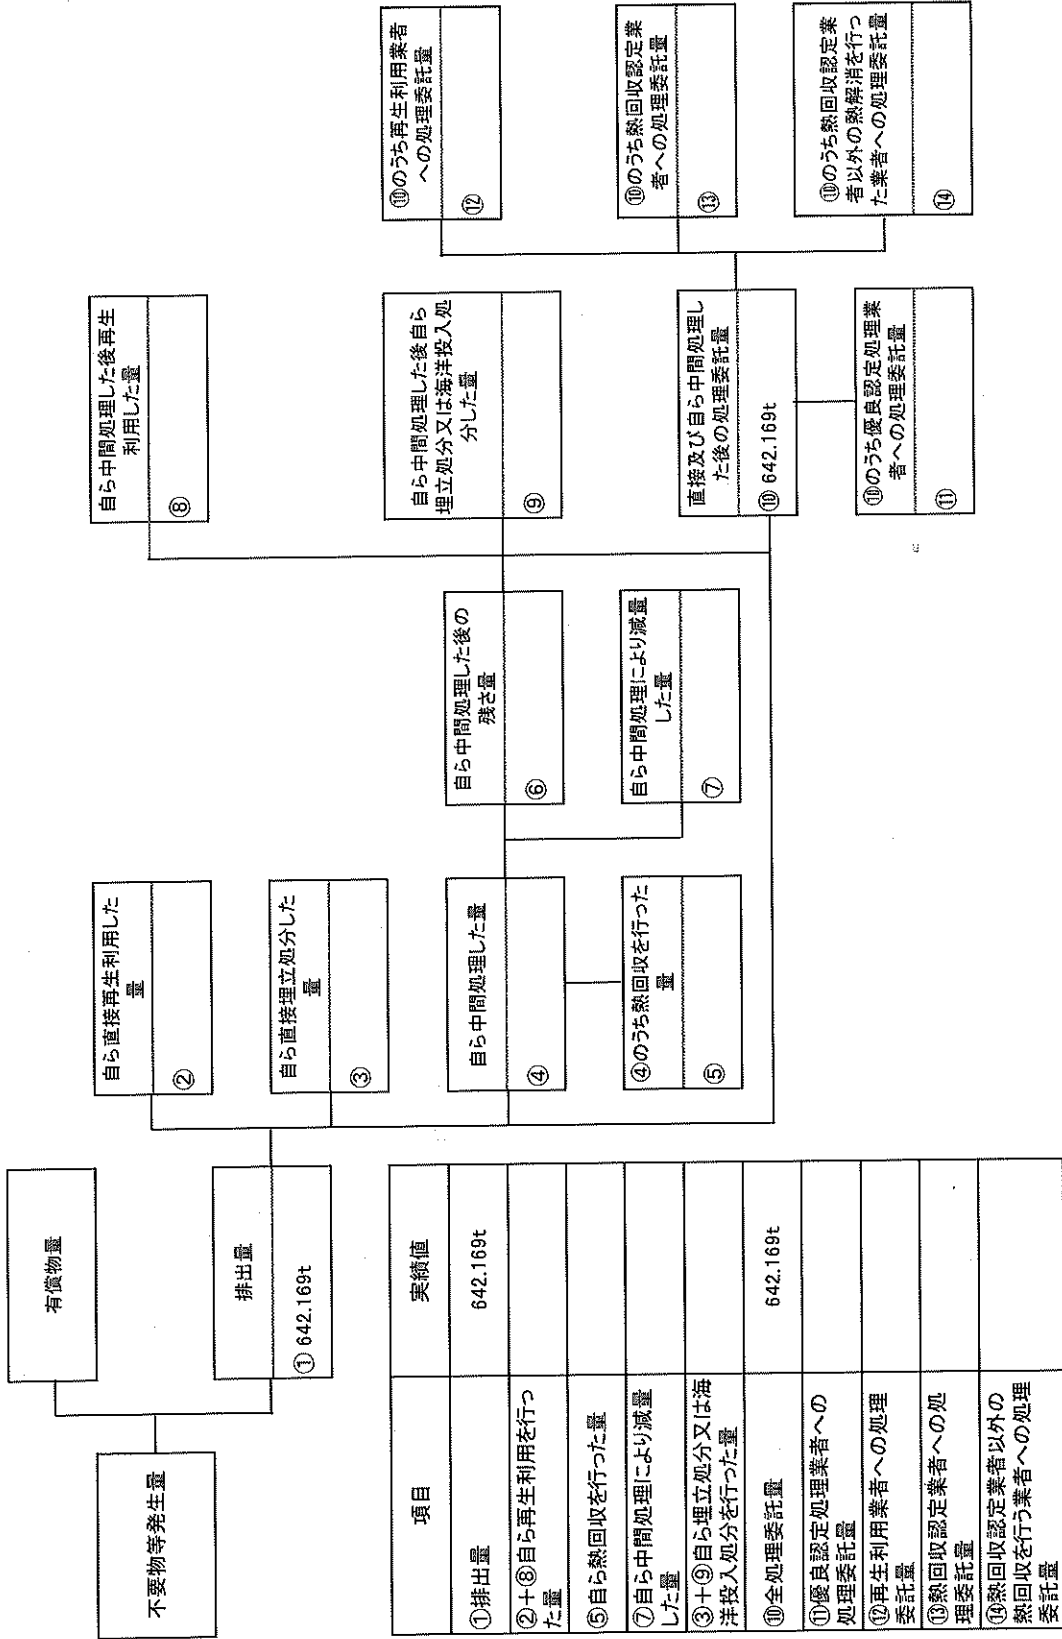 不要物等発生量
有償物量
排出量
① 642.169t
自ら直接再生利用した
量
②
自ら直接埋立処分した
量
③
自ら中間処理した量
④
④のうち熱回収を行った
量
⑤
自ら中間処理した後の
残さ量
⑥
自ら中間処理により減量
した量
⑦
自ら中間処理した後再生
利用した量
⑧
自ら中間処理した後自ら
埋立処分又は海洋投入処
分した量
⑨
直接及び自ら中間処理し
た後の処理委託量
⑩ 642.169t
⑩のうち優良認定処理業
者への処理委託量
⑪
⑩のうち再生利用業者
への処理委託量
⑫
⑩のうち熱回収認定業
者への処理委託量
⑬
⑩のうち熱回収認定業
者以外の熱解消を行っ
た業者への処理委託量
⑭
項目 実績値
①排出量 642.169t
②+⑧自ら再生利用を行っ
た量
⑤自ら熱回収を行った量
⑦自ら中間処理により減量
した量
③+⑨自ら埋立処分又は海
洋投入処分を行った量
⑩全処理委託量 642.169t
⑪優良認定処理業者への
処理委託量
⑫再生利用業者への処理
委託量
⑬熱回収認定業者への処
理委託量
⑭熱回収認定業者以外の
熱回収を行う業者への処理
委託量